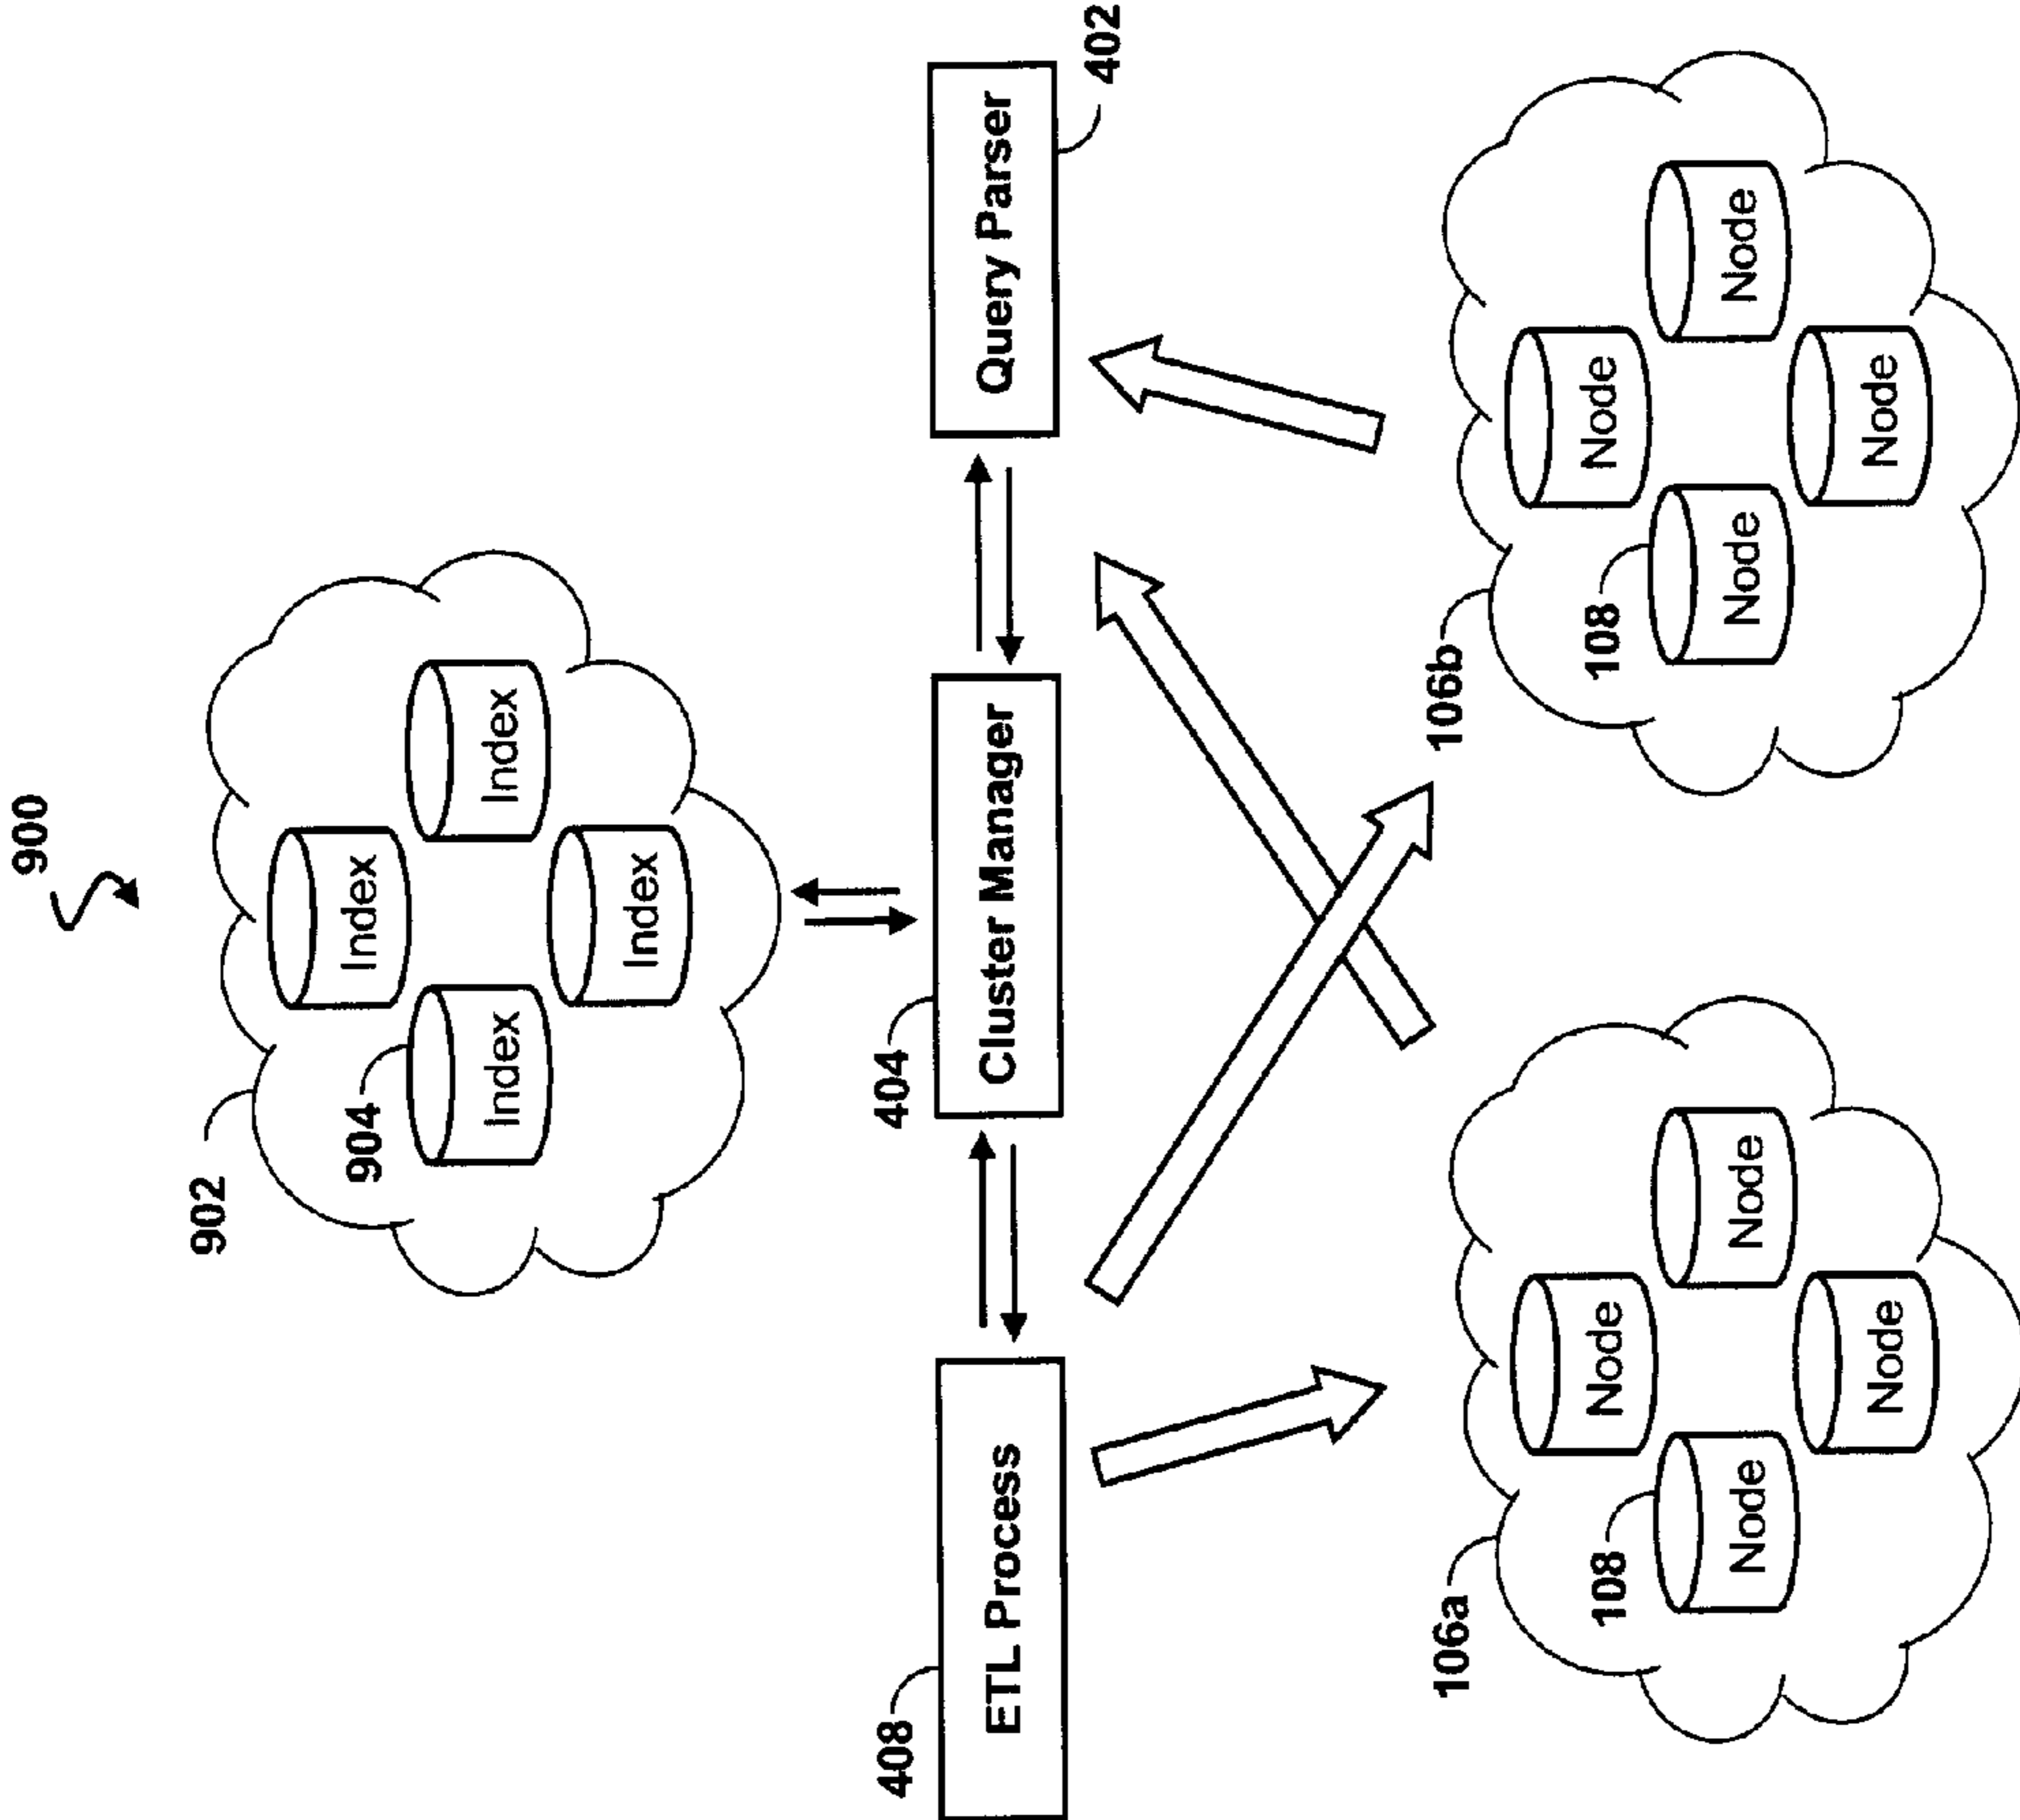 900
902
904
Index
Index
Index
Index
404
408
ETL Process
Cluster Manager
Query Parser
402
106a
108
Node
Node
Node
Node
106b
108
Node
Node
Node
Node